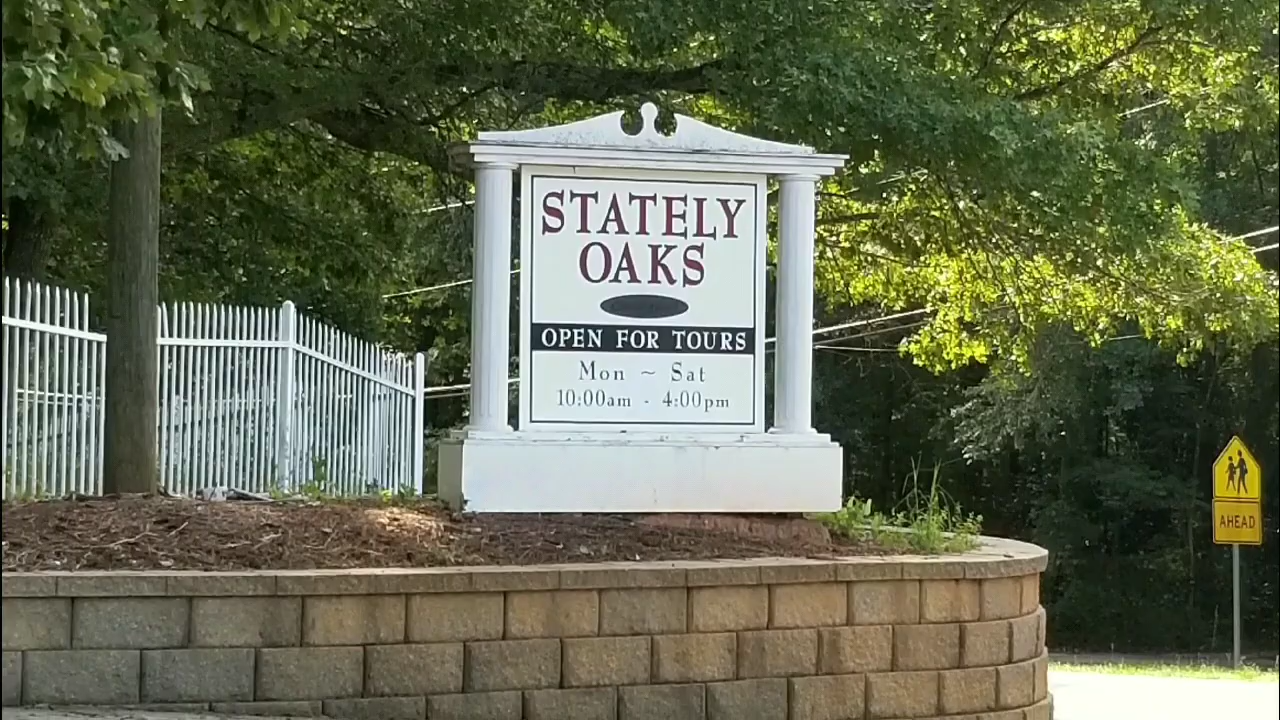 STATELY
OAKS
OPEN FOR TOURS
Mon ~ Sat
10:00am - 4:00pm
AHEAD